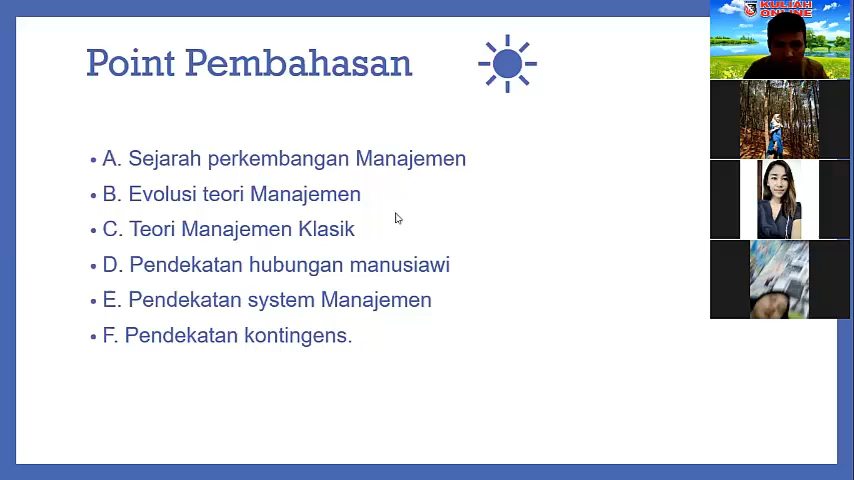 KULIAH
ONLINE
Point Pembahasan
• A. Sejarah perkembangan Manajemen
• B. Evolusi teori Manajemen
• C. Teori Manajemen Klasik
• D. Pendekatan hubungan manusiawi
• E. Pendekatan system Manajemen
• F. Pendekatan kontingens.